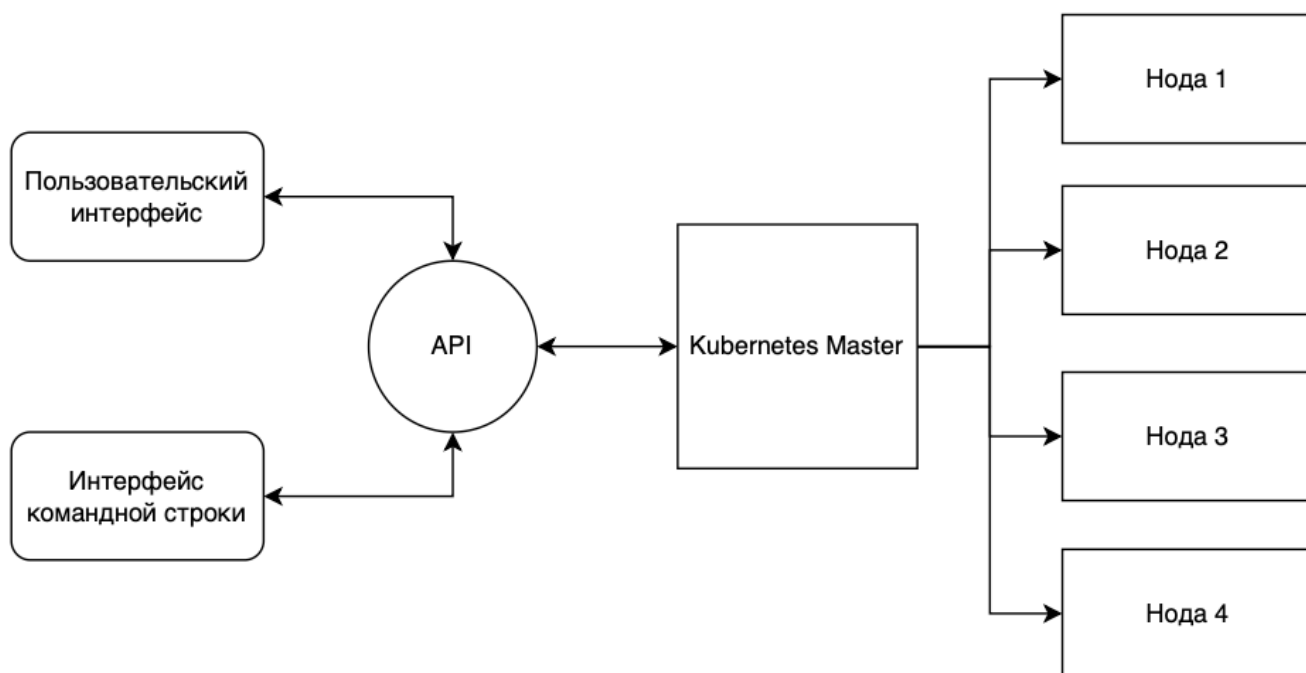 Пользовательский
интерфейс
Интерфейс
командной строки
API
Kubernetes Master
Нода 1
Нода 2
Нода 3
Нода 4